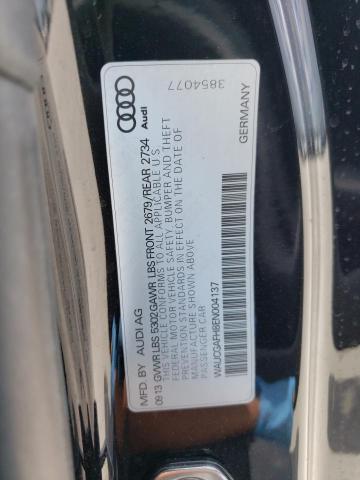 MFD. BY AUDI AG
09 13 GVWR LBS 5302 GAWR LBS FRONT 2679/REAR 2734
THIS VEHICLE CONFORMS TO ALL APPLICABLE U S
FEDERAL MOTOR VEHICLE SAFETY, BUMPER AND THEFT
PREVENTION STANDARDS IN EFFECT ON THE DATE OF
MANUFACTURE SHOWN ABOVE
PASSENGER CAR
WAUCGAFH8EN004137
Audi
GERMANY
3854077